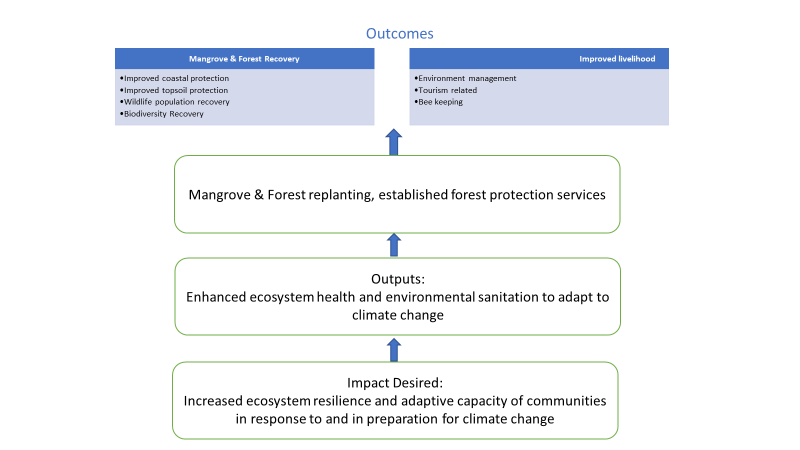 Outcomes
Mangrove & Forest Recovery
•Improved coastal protection
•Improved topsoil protection
•Wildlife population recovery
•Biodiversity Recovery
Improved livelihood
•Environment management
•Tourism related
•Bee keeping
Mangrove & Forest replanting, established forest protection services
Outputs:
Enhanced ecosystem health and environmental sanitation to adapt to
climate change
Impact Desired:
Increased ecosystem resilience and adaptive capacity of communities
in response to and in preparation for climate change